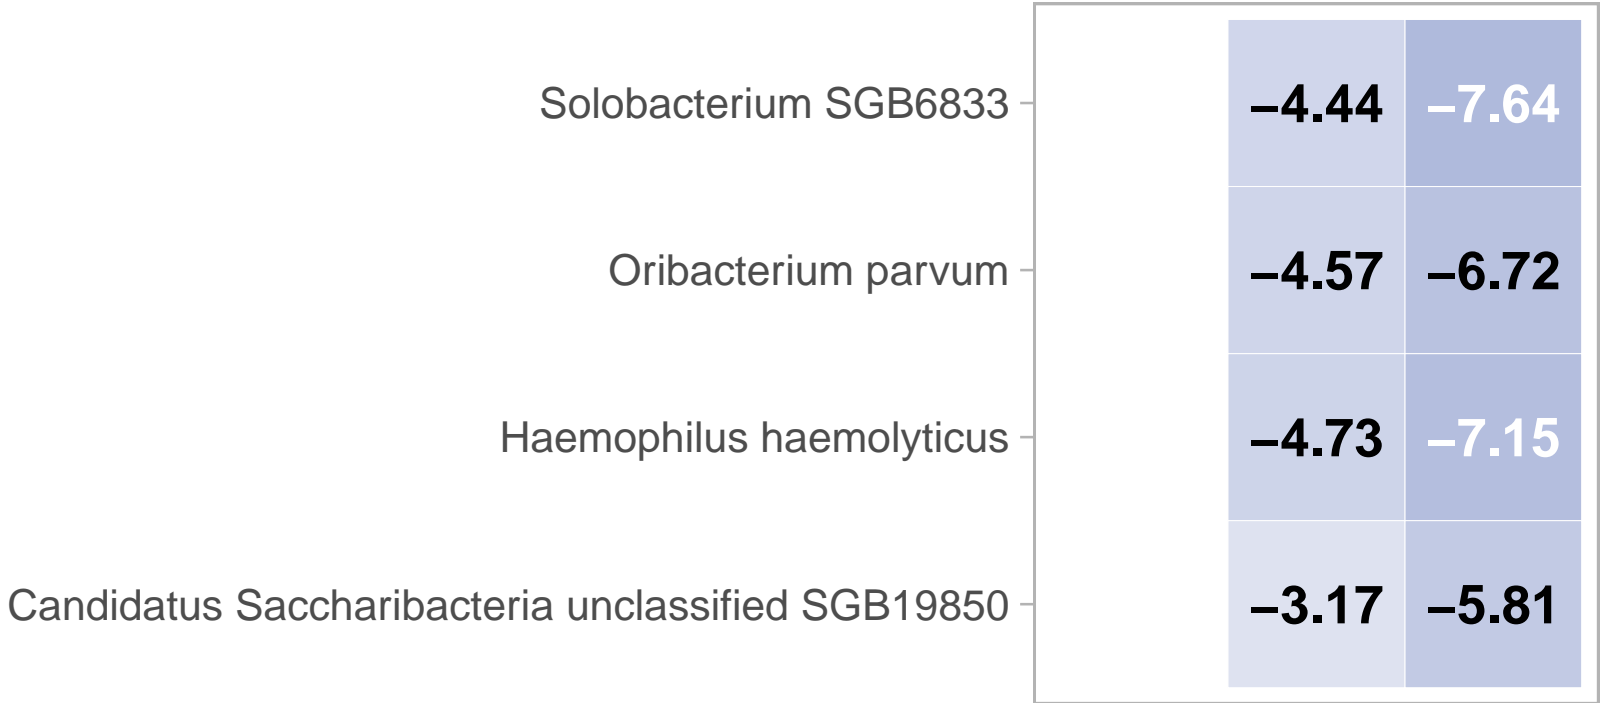 Solobacterium SGB6833 –4.44 –7.64
Oribacterium parvum –4.57 –6.72
Haemophilus haemolyticus –4.73 –7.15
Candidatus Saccharibacteria unclassified SGB19850 –3.17 –5.81